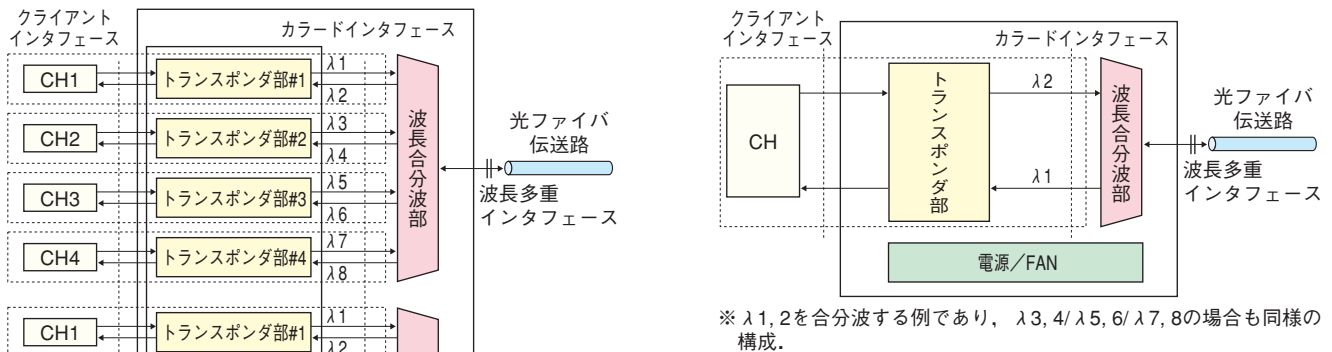 クライアント
インタフェース
カラードインタフェース
CH1
トランスポンダ部#1
λ1
λ2
CH2
トランスポンダ部#2
λ3
λ4
CH3
トランスポンダ部#3
λ5
λ6
CH4
トランスポンダ部#4
λ7
λ8
波長合分波部
光ファイバ
伝送路
波長多重
インタフェース
CH1
トランスポンダ部#1
λ1
λ2
クライアント
インタフェース
カラードインタフェース
CH
トランスポンダ部
λ2
λ1
波長合分波部
光ファイバ
伝送路
波長多重
インタフェース
電源/FAN
※ λ1, 2を合分波する例であり, λ3, 4/λ5, 6/λ7, 8の場合も同様の
構成.